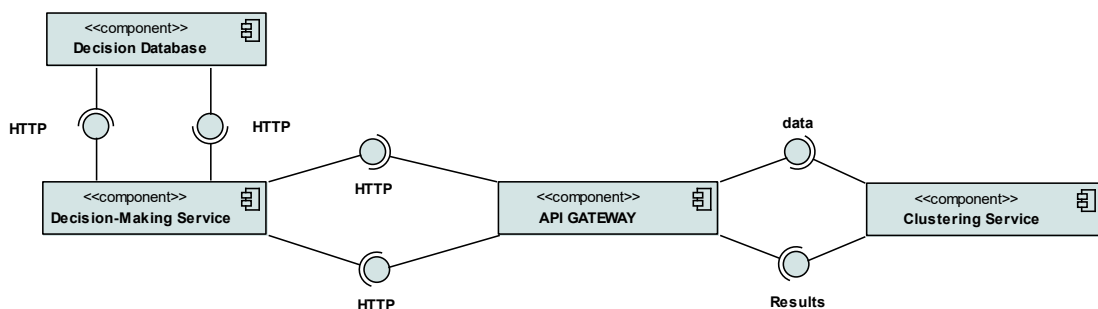 <<component>>
Decision Database
HTTP
HTTP
data
HTTP
<<component>>
Decision-Making Service
<<component>>
API GATEWAY
<<component>>
Clustering Service
HTTP
Results